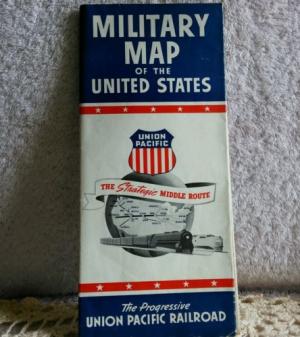 MILITARY
MAP
OF THE
UNITED STATES
UNION
PACIFIC
THE Strategic MIDDLE ROUTE
The Progressive
UNION PACIFIC RAILROAD